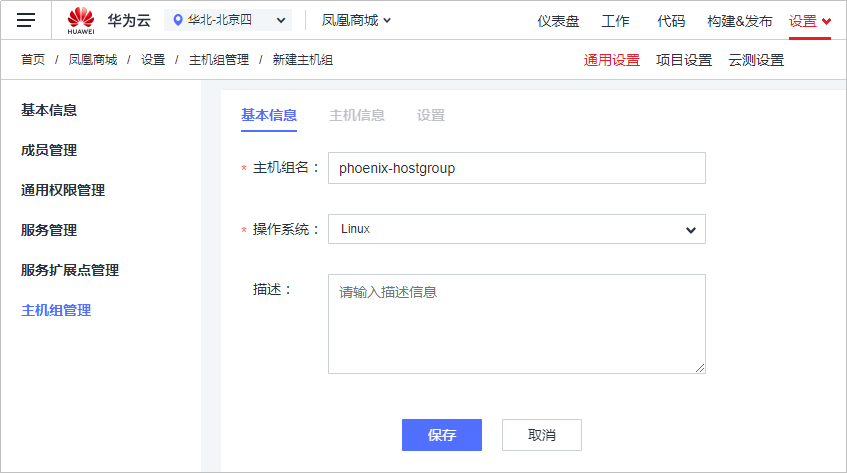 HUAWEI 华为云 华北-北京四 凤凰商城 仪表盘 工作 代码 构建&发布 设置
首页 / 凤凰商城 / 设置 / 主机组管理 / 新建主机组 通用设置 项目设置 云测设置
基本信息
成员管理
通用权限管理
服务管理
服务扩展点管理
主机组管理
基本信息 主机信息 设置
* 主机组名： phoenix-hostgroup
* 操作系统： Linux
描述： 请输入描述信息
保存 取消